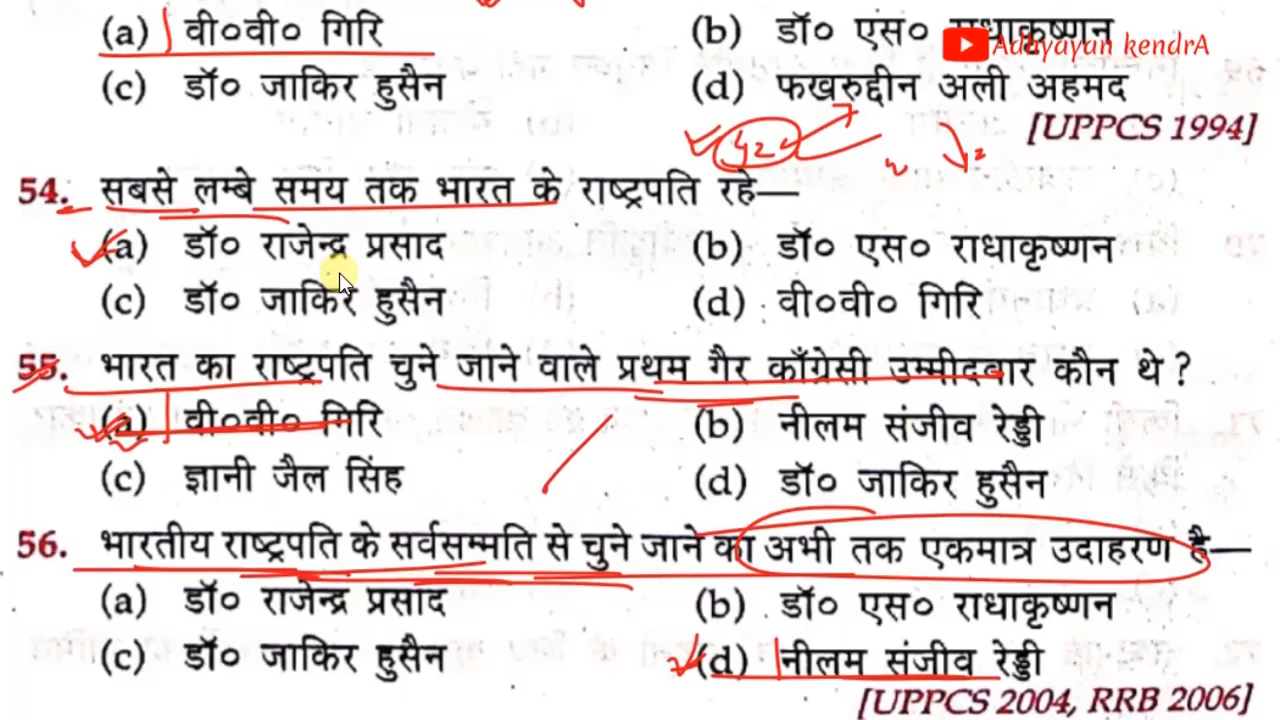 (a) वी०वी० गिरि (b) डॉ० एस० राधाकृष्णन
Adhyayan kendrA
(c) डॉ० जाकिर हुसैन (d) फखरुद्दीन अली अहमद
[UPPCS 1994]
54. सबसे लम्बे समय तक भारत के राष्ट्रपति रहे—
(a) डॉ० राजेन्द्र प्रसाद (b) डॉ० एस० राधाकृष्णन
(c) डॉ० जाकिर हुसैन (d) वी०वी० गिरि
55. भारत का राष्ट्रपति चुने जाने वाले प्रथम गैर काँग्रेसी उम्मीदवार कौन थे ?
(a) वी०वी० गिरि (b) नीलम संजीव रेड्डी
(c) ज्ञानी जैल सिंह (d) डॉ० जाकिर हुसैन
56. भारतीय राष्ट्रपति के सर्वसम्मति से चुने जाने का अभी तक एकमात्र उदाहरण है—
(a) डॉ० राजेन्द्र प्रसाद (b) डॉ० एस० राधाकृष्णन
(c) डॉ० जाकिर हुसैन (d) नीलम संजीव रेड्डी
[UPPCS 2004, RRB 2006]